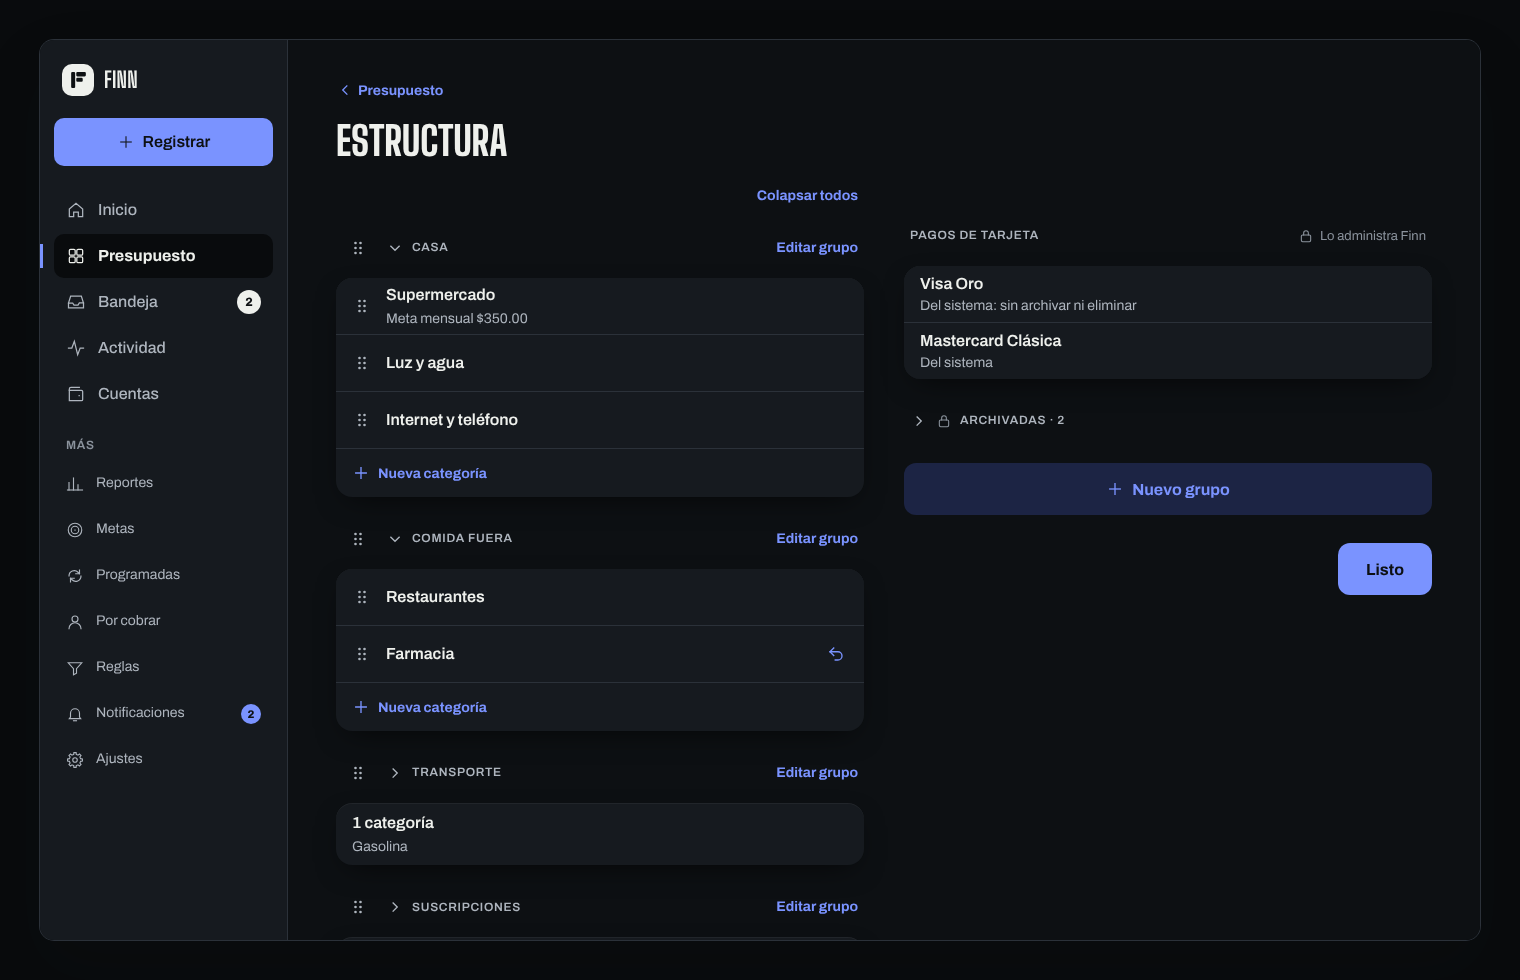 FINN
Registrar
Inicio
Presupuesto
Bandeja 2
Actividad
Cuentas
MÁS
Reportes
Metas
Programadas
Por cobrar
Reglas
Notificaciones 2
Ajustes
Presupuesto
ESTRUCTURA
Colapsar todos
CASA Editar grupo
Supermercado
Meta mensual $350.00
Luz y agua
Internet y teléfono
Nueva categoría
COMIDA FUERA Editar grupo
Restaurantes
Farmacia
Nueva categoría
TRANSPORTE Editar grupo
1 categoría
Gasolina
SUSCRIPCIONES Editar grupo
PAGOS DE TARJETA Lo administra Finn
Visa Oro
Del sistema: sin archivar ni eliminar
Mastercard Clásica
Del sistema
ARCHIVADAS · 2
Nuevo grupo
Listo